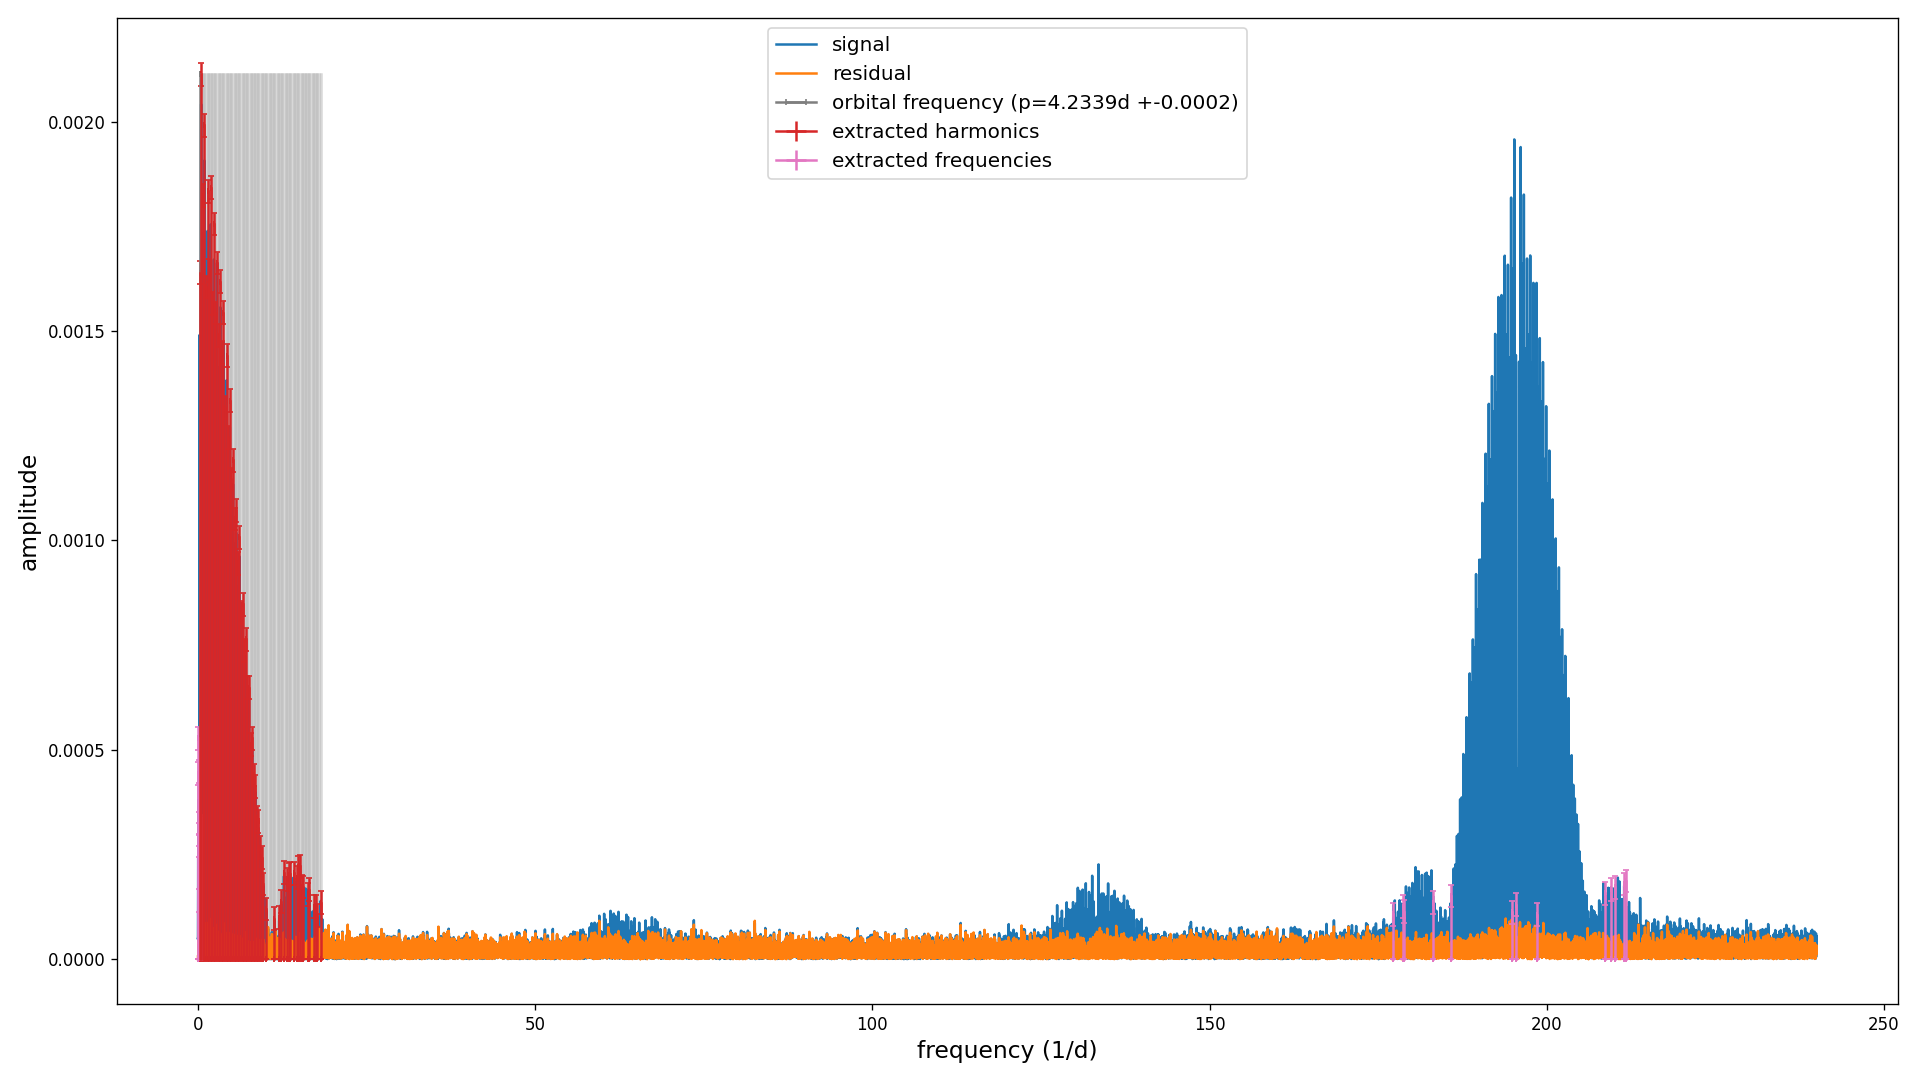 signal
residual
orbital frequency (p=4.2339d +-0.0002)
extracted harmonics
extracted frequencies
amplitude
0.0020
0.0015
0.0010
0.0005
0.0000
0 50 100 150 200 250
frequency (1/d)